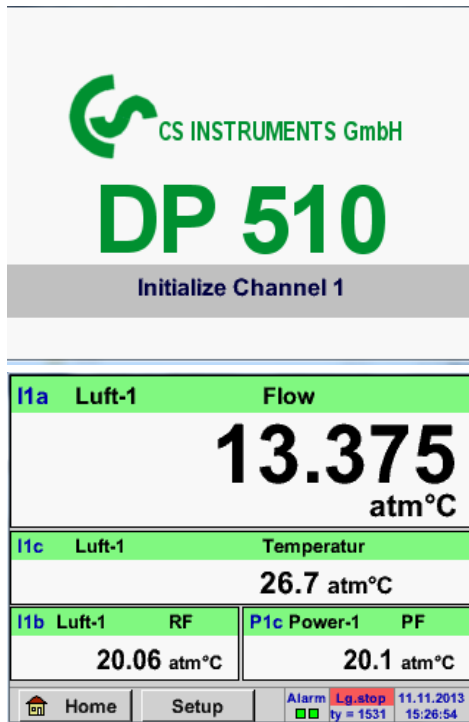 CS INSTRUMENTS GmbH
DP 510
Initialize Channel 1
I1a Luft-1 Flow
13.375
atm°C
I1c Luft-1 Temperatur
26.7 atm°C
I1b Luft-1 RF P1c Power-1 PF
20.06 atm°C 20.1 atm°C
Home Setup Alarm Lg.stop 11.11.2013
ty = 1531 15:26:54